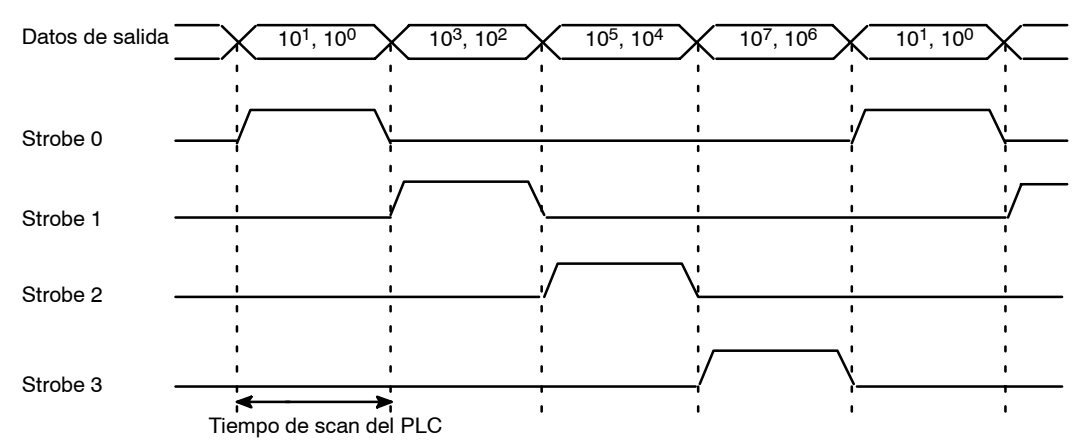 Datos de salida 10¹, 10⁰ 10³, 10² 10⁵, 10⁴ 10⁷, 10⁶ 10¹, 10⁰
Strobe 0
Strobe 1
Strobe 2
Strobe 3
Tiempo de scan del PLC